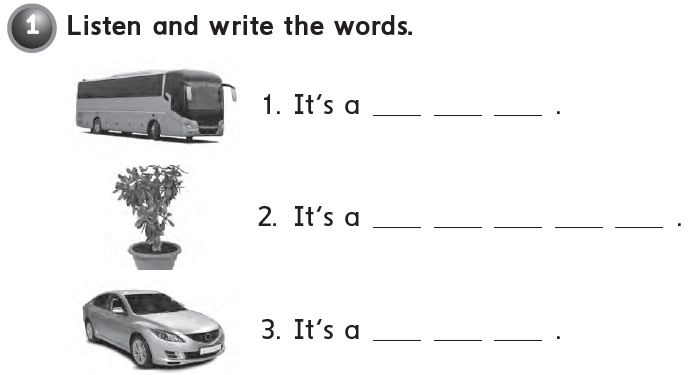 1 Listen and write the words.
1. It's a ___ ___ ___ .
2. It's a ___ ___ ___ ___ ___ .
3. It's a ___ ___ ___ .